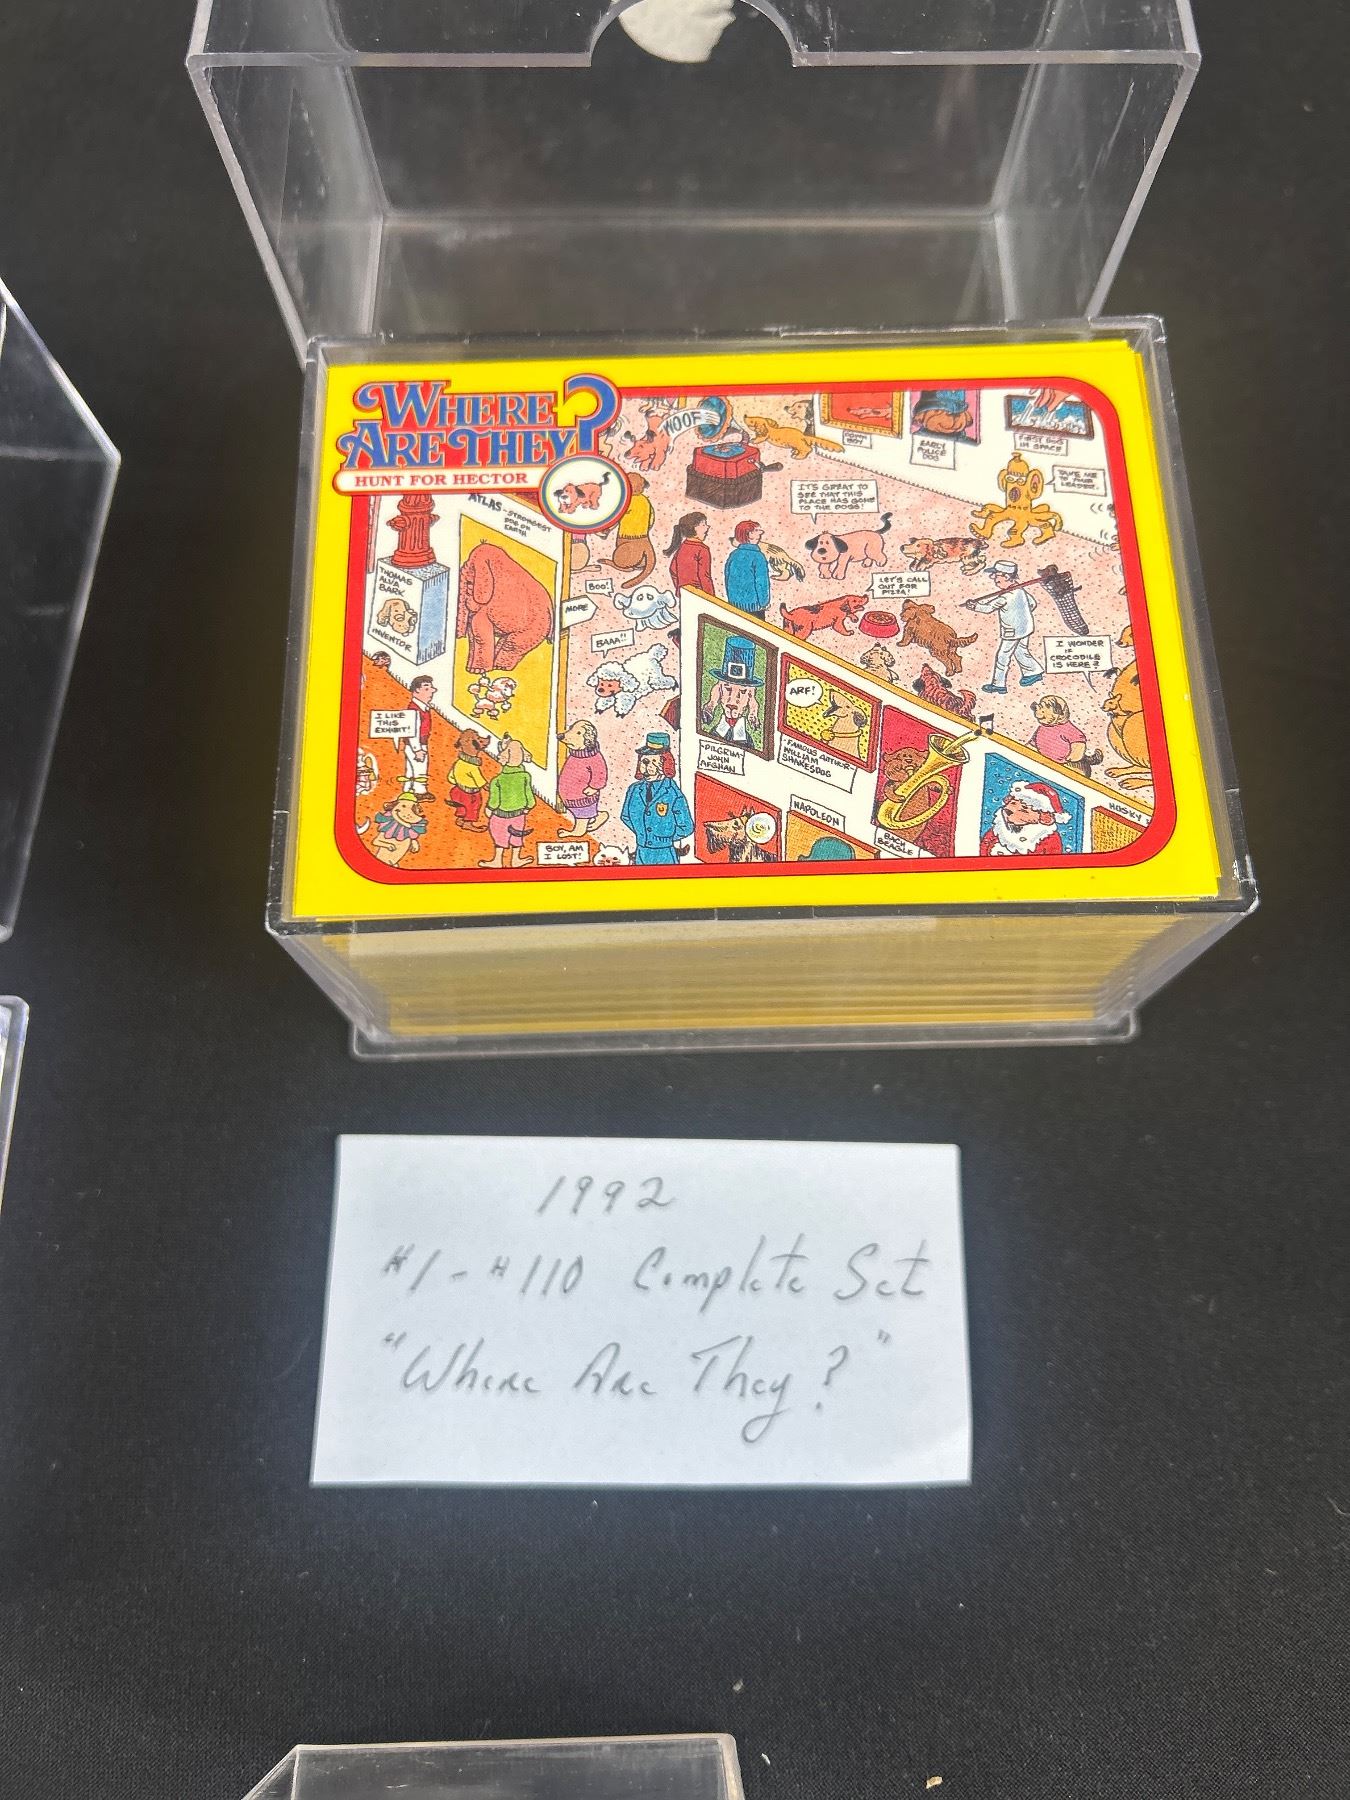 WHERE
ARE THEY?
HUNT FOR HECTOR
WOOF
DOWN
BOY
EARLY
POLICE
DOG
FIRST DOG
IN SPACE
TAKE ME
TO YOUR
LEADER.
IT'S GREAT TO
SEE THAT THIS
PLACE HAS GONE
TO THE DOGS!
ATLAS - STRONGEST
DOG ON
EARTH
THOMAS
ALVA
BARK
INVENTOR
BOO!
MORE
BAAA!!
LET'S CALL
OUT FOR
PIZZA!
I WONDER
IF
CROCODILE
IS HERE?
I LIKE
THIS
EXHIBIT!
ARF!
-PILGRIM-
JOHN
AFGHAN
-FAMOUS AUTHOR-
WILLIAM
SHAKESDOG
NAPOLEON
BACH
BEAGLE
HUSKY
BOY, AM
I LOST!
1992
#1 - #110 Complete Set
"Where Are They?"